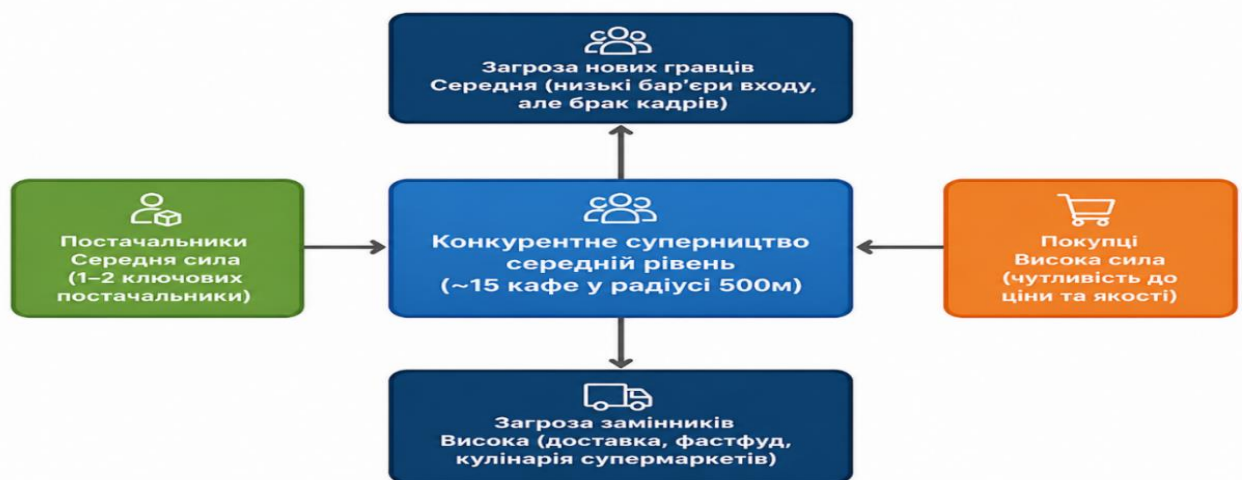 Загроза нових гравців
Середня (низькі бар’єри входу,
але брак кадрів)
Постачальники
Середня сила
(1–2 ключових
постачальники)
Конкурентне суперництво
середній рівень
(~15 кафе у радіусі 500м)
Покупці
Висока сила
(чутливість до
ціни та якості)
Загроза замінників
Висока (доставка, фастфуд,
кулінарія супермаркетів)